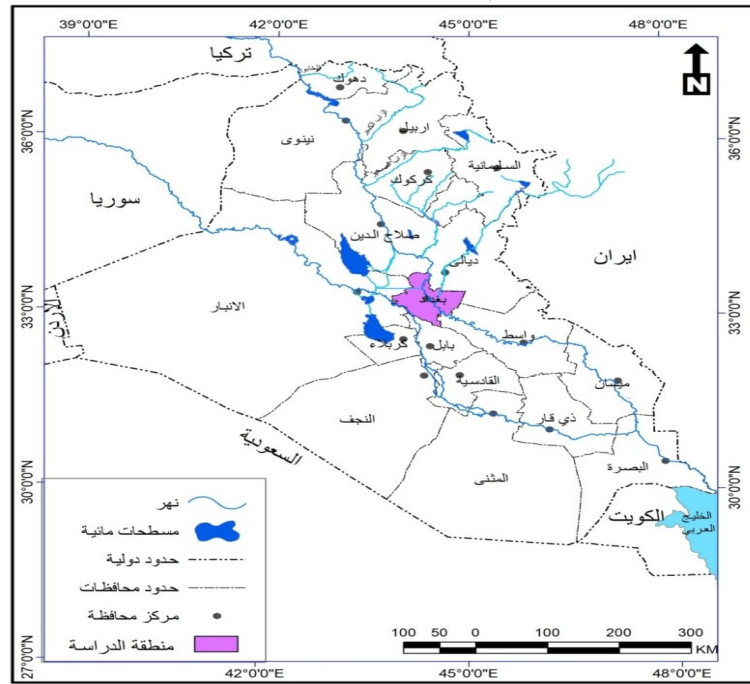 39°0'0"E
42°0'0"E
45°0'0"E
48°0'0"E
تركيا
N
دهوك
36°0'0"N
نينوى
اربيل
36°0'0"N
السليمانية
كركوك
سوريا
صلاح الدين
ديالى
ايران
33°0'0"N
الانبار
بغداد
33°0'0"N
الاردن
واسط
كربلاء
بابل
القادسية
ميسان
النجف
ذي قار
السعودية
المثنى
البصرة
30°0'0"N
30°0'0"N
الكويت
الخليج
العربي
نهر
مسطحات مائية
حدود دولية
حدود محافظات
مركز محافظة
منطقة الدراسة
100 50 0 100 200 300
KM
27°0'0"N
42°0'0"E
45°0'0"E
48°0'0"E